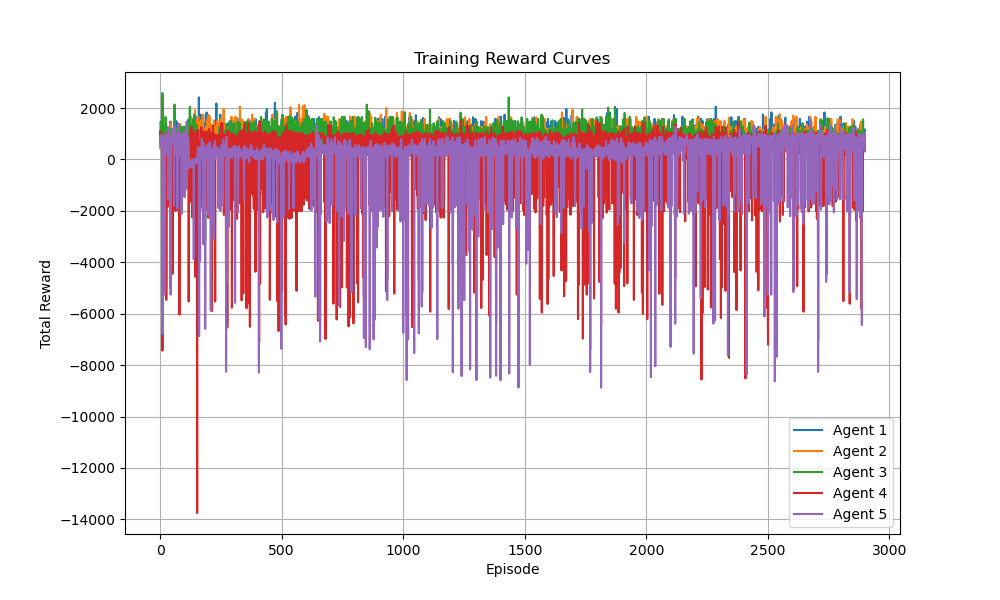 Training Reward Curves
Total Reward
2000
0
−2000
−4000
−6000
−8000
−10000
−12000
−14000
Agent 1
Agent 2
Agent 3
Agent 4
Agent 5
0 500 1000 1500 2000 2500 3000
Episode